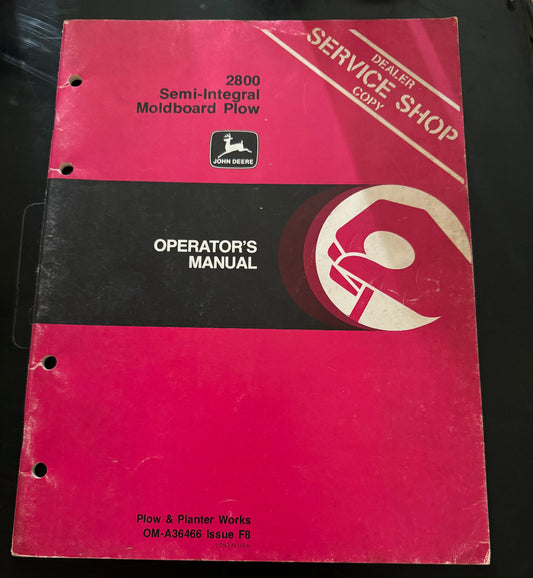 2800
Semi-Integral
Moldboard Plow
DEALER
SERVICE SHOP
COPY
JOHN DEERE
OPERATOR'S
MANUAL
Plow & Planter Works
OM-A36466 Issue F8